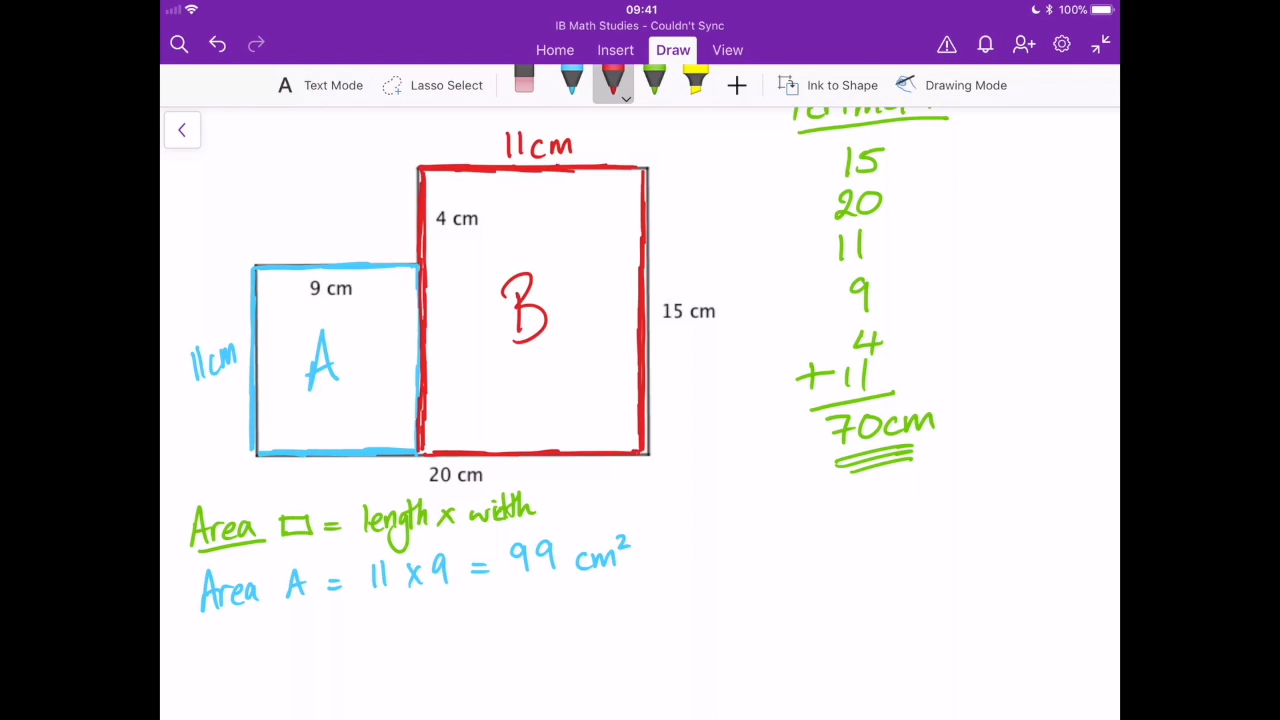 09:41
100%
IB Math Studies - Couldn't Sync
Home Insert Draw View
A Text Mode Lasso Select Ink to Shape Drawing Mode
11cm
4 cm
9 cm
B
A
11cm
15 cm
20 cm
15
20
11
9
4
+11
70cm
Area = length x width
Area A = 11 x 9 = 99 cm²